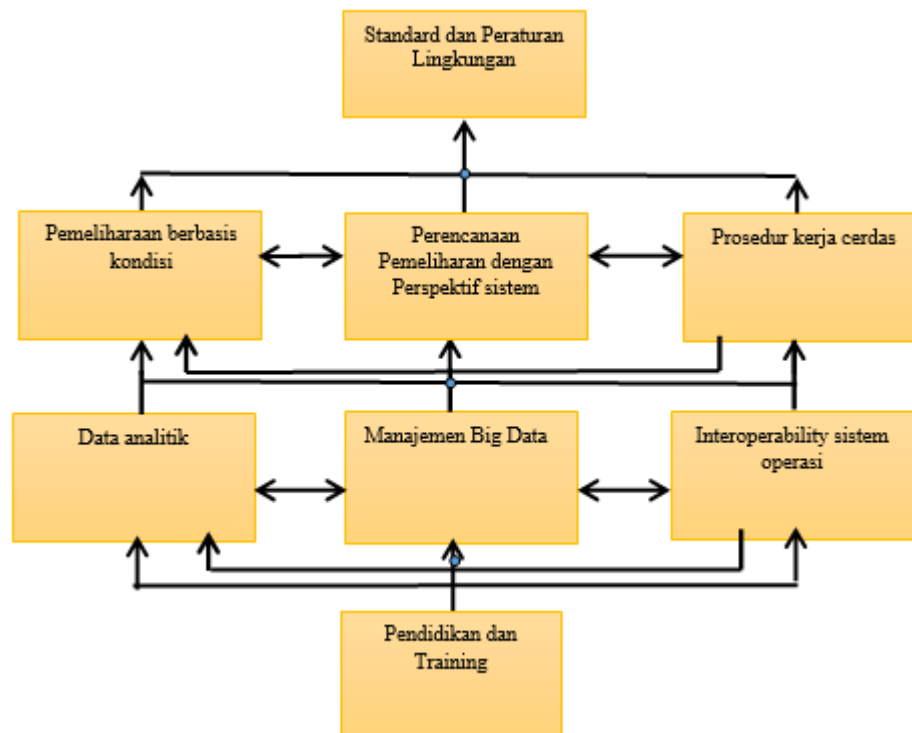 Standard dan Peraturan
Lingkungan
Pemeliharaan berbasis
kondisi
Perencanaan
Pemeliharan dengan
Perspektif sistem
Prosedur kerja cerdas
Data analitik
Manajemen Big Data
Interoperability sistem
operasi
Pendidikan dan
Training